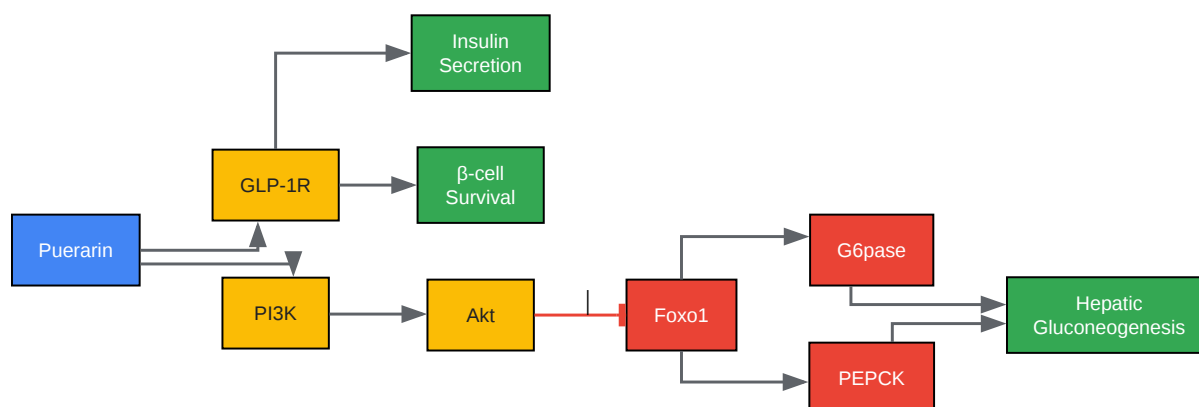 Insulin
Secretion
GLP-1R
β-cell
Survival
Puerarin
PI3K
Akt
Foxo1
G6pase
PEPCK
Hepatic
Gluconeogenesis